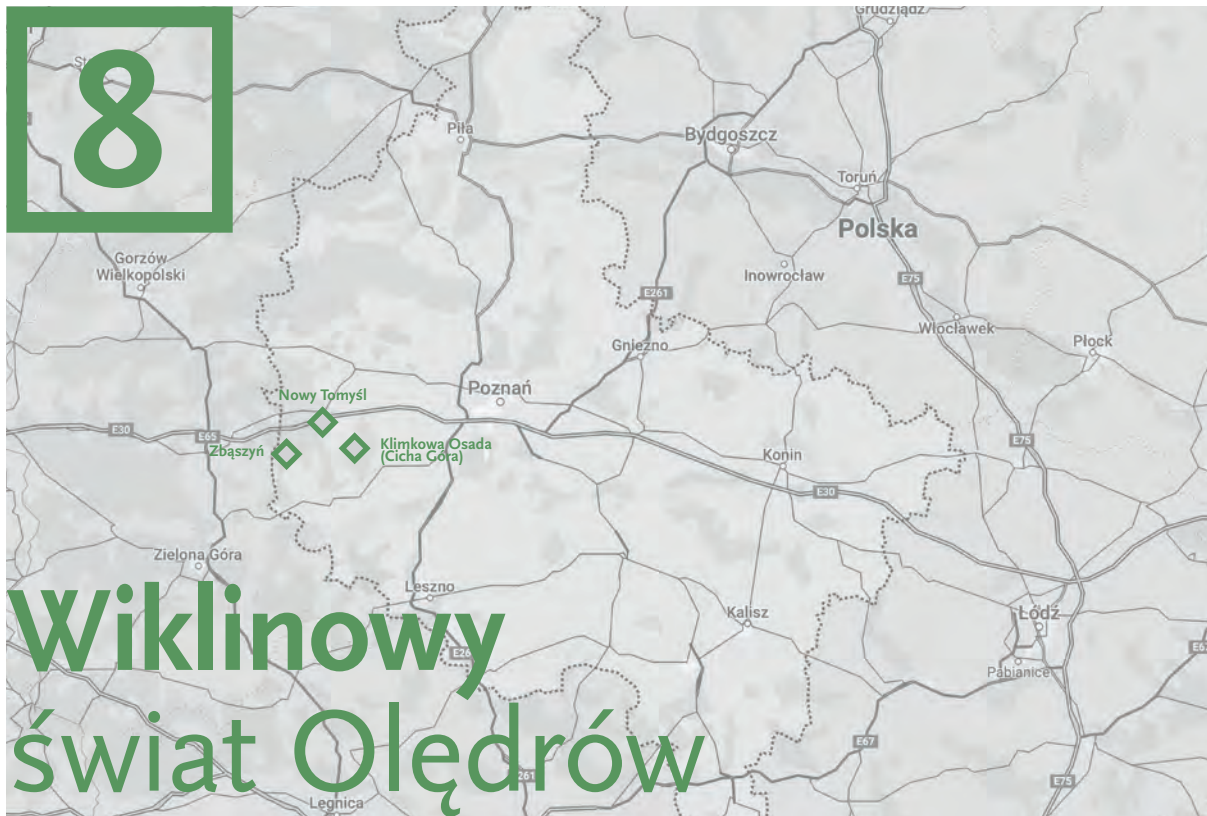 8
Grudziądz
Piła
Bydgoszcz
Toruń
Polska
Gorzów
Wielkopolski
Inowrocław
E75
E261
Włocławek
Gniezno
Płock
Nowy Tomyśl
Poznań
E30
E65
Zbąszyń
Klimkowa Osada
(Cicha Góra)
E75
Konin
E30
Zielona Góra
Leszno
Kalisz
Łódź
Pabianice
Wiklinowy
świat Olędrów
E67
E75
Legnica